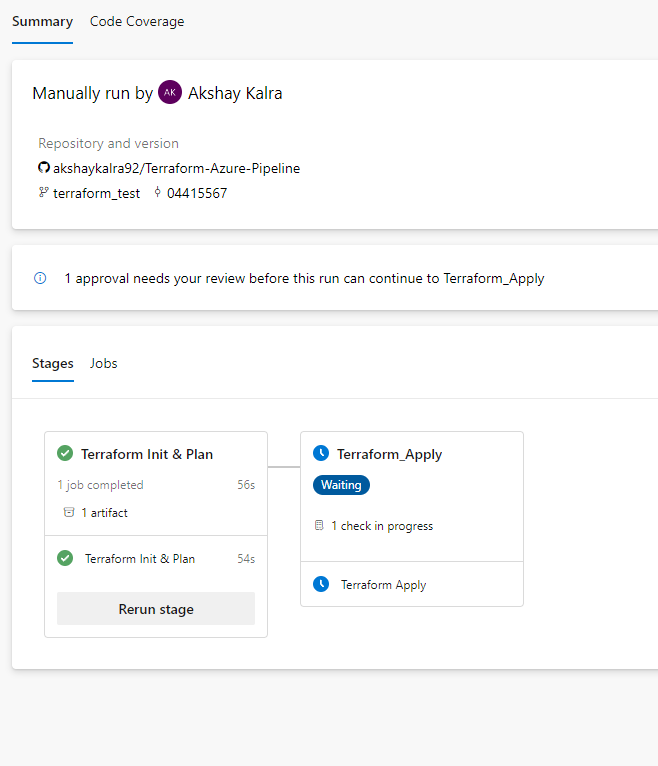 Summary Code Coverage
Manually run by AK Akshay Kalra
Repository and version
akshaykalra92/Terraform-Azure-Pipeline
terraform_test 04415567
1 approval needs your review before this run can continue to Terraform_Apply
Stages Jobs
Terraform Init & Plan
1 job completed 56s
1 artifact
Terraform Init & Plan 54s
Rerun stage
Terraform_Apply
Waiting
1 check in progress
Terraform Apply